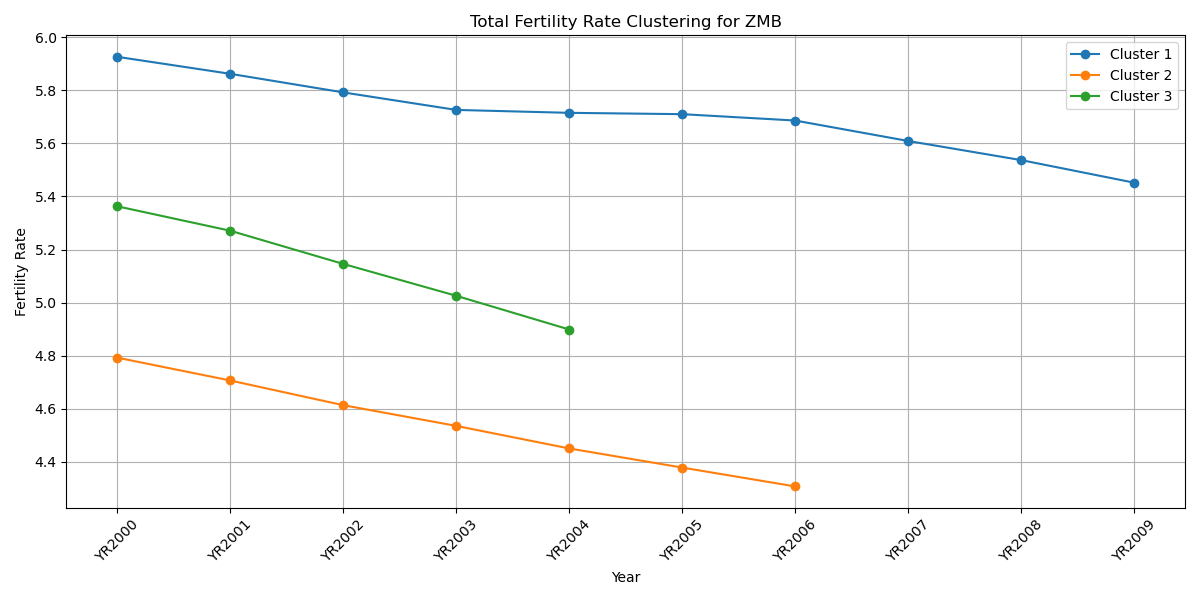 Total Fertility Rate Clustering for ZMB
Cluster 1
Cluster 2
Cluster 3
Fertility Rate
6.0
5.8
5.6
5.4
5.2
5.0
4.8
4.6
4.4
YR2000
YR2001
YR2002
YR2003
YR2004
YR2005
YR2006
YR2007
YR2008
YR2009
Year